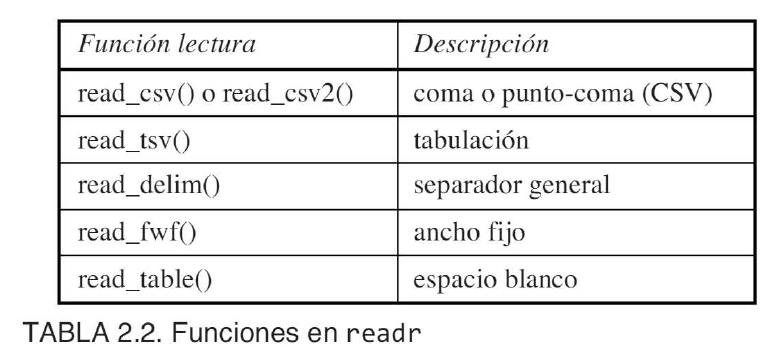 Función lectura Descripción
read_csv() o read_csv2() coma o punto-coma (CSV)
read_tsv() tabulación
read_delim() separador general
read_fwf() ancho fijo
read_table() espacio blanco
TABLA 2.2. Funciones en readr